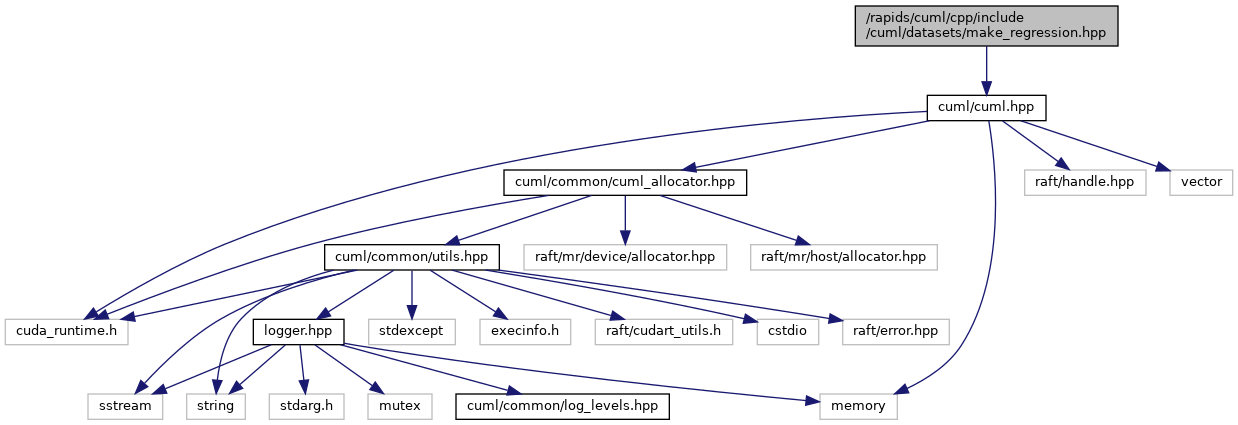 /rapids/cuml/cpp/include
/cuml/datasets/make_regression.hpp
cuml/cuml.hpp
cuml/common/cuml_allocator.hpp
raft/handle.hpp
vector
cuml/common/utils.hpp
raft/mr/device/allocator.hpp
raft/mr/host/allocator.hpp
cuda_runtime.h
logger.hpp
stdexcept
execinfo.h
raft/cudart_utils.h
cstdio
raft/error.hpp
sstream
string
stdarg.h
mutex
cuml/common/log_levels.hpp
memory